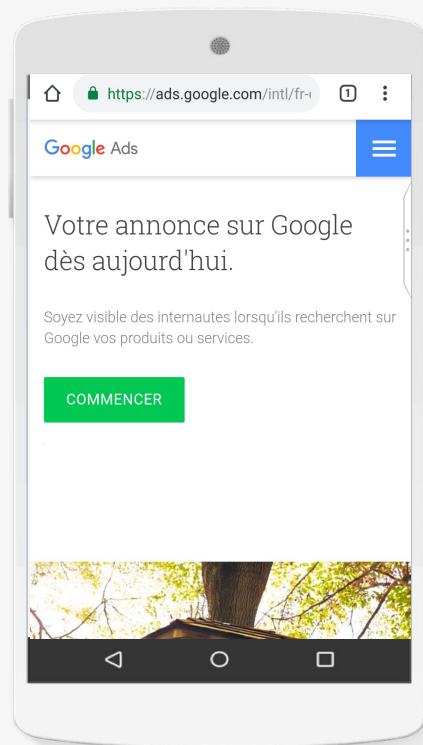 https://ads.google.com/intl/fr-
1
Google Ads
Votre annonce sur Google
dès aujourd'hui.
Soyez visible des internautes lorsqu'ils recherchent sur
Google vos produits ou services.
COMMENCER